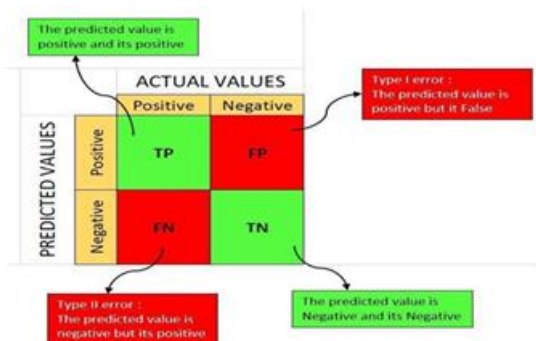 The predicted value is
positive and its positive
ACTUAL VALUES
Positive Negative
Type I error :
The predicted value is
positive but it False
PREDICTED VALUES
Positive
TP FP
Negative
FN TN
Type II error :
The predicted value is
negative but its positive
The predicted value is
Negative and its Negative